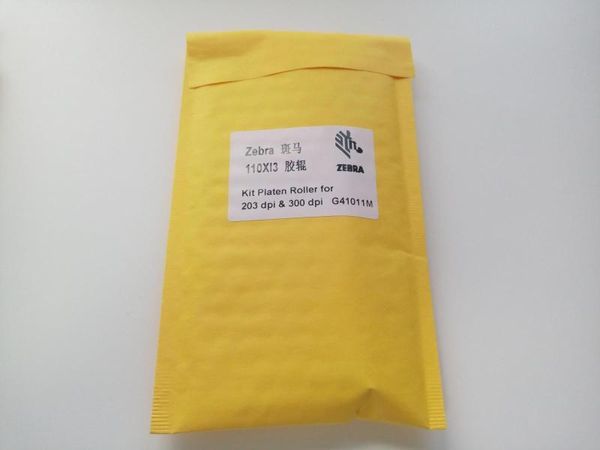 Zebra 斑马
110XI3 胶辊
ZEBRA
Kit Platen Roller for
203 dpi & 300 dpi G41011M